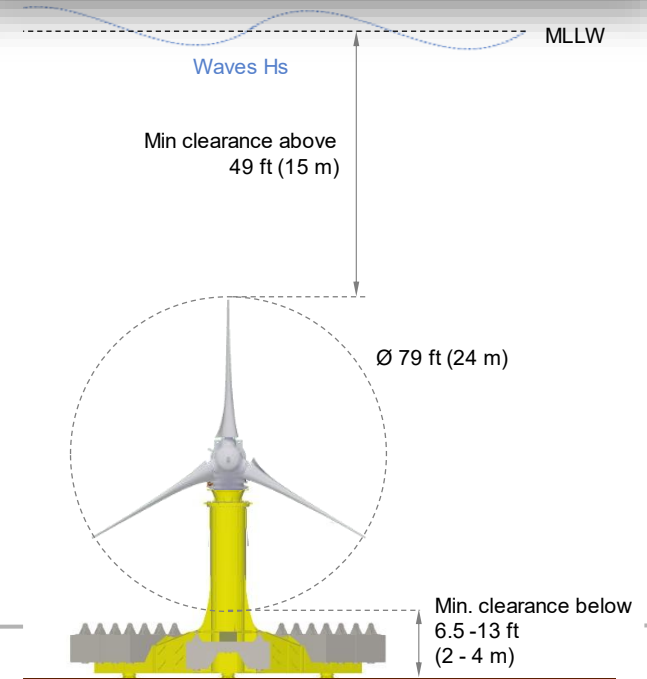 MLLW
Waves Hs
Min clearance above
49 ft (15 m)
Ø 79 ft (24 m)
Min. clearance below
6.5 -13 ft
(2 - 4 m)